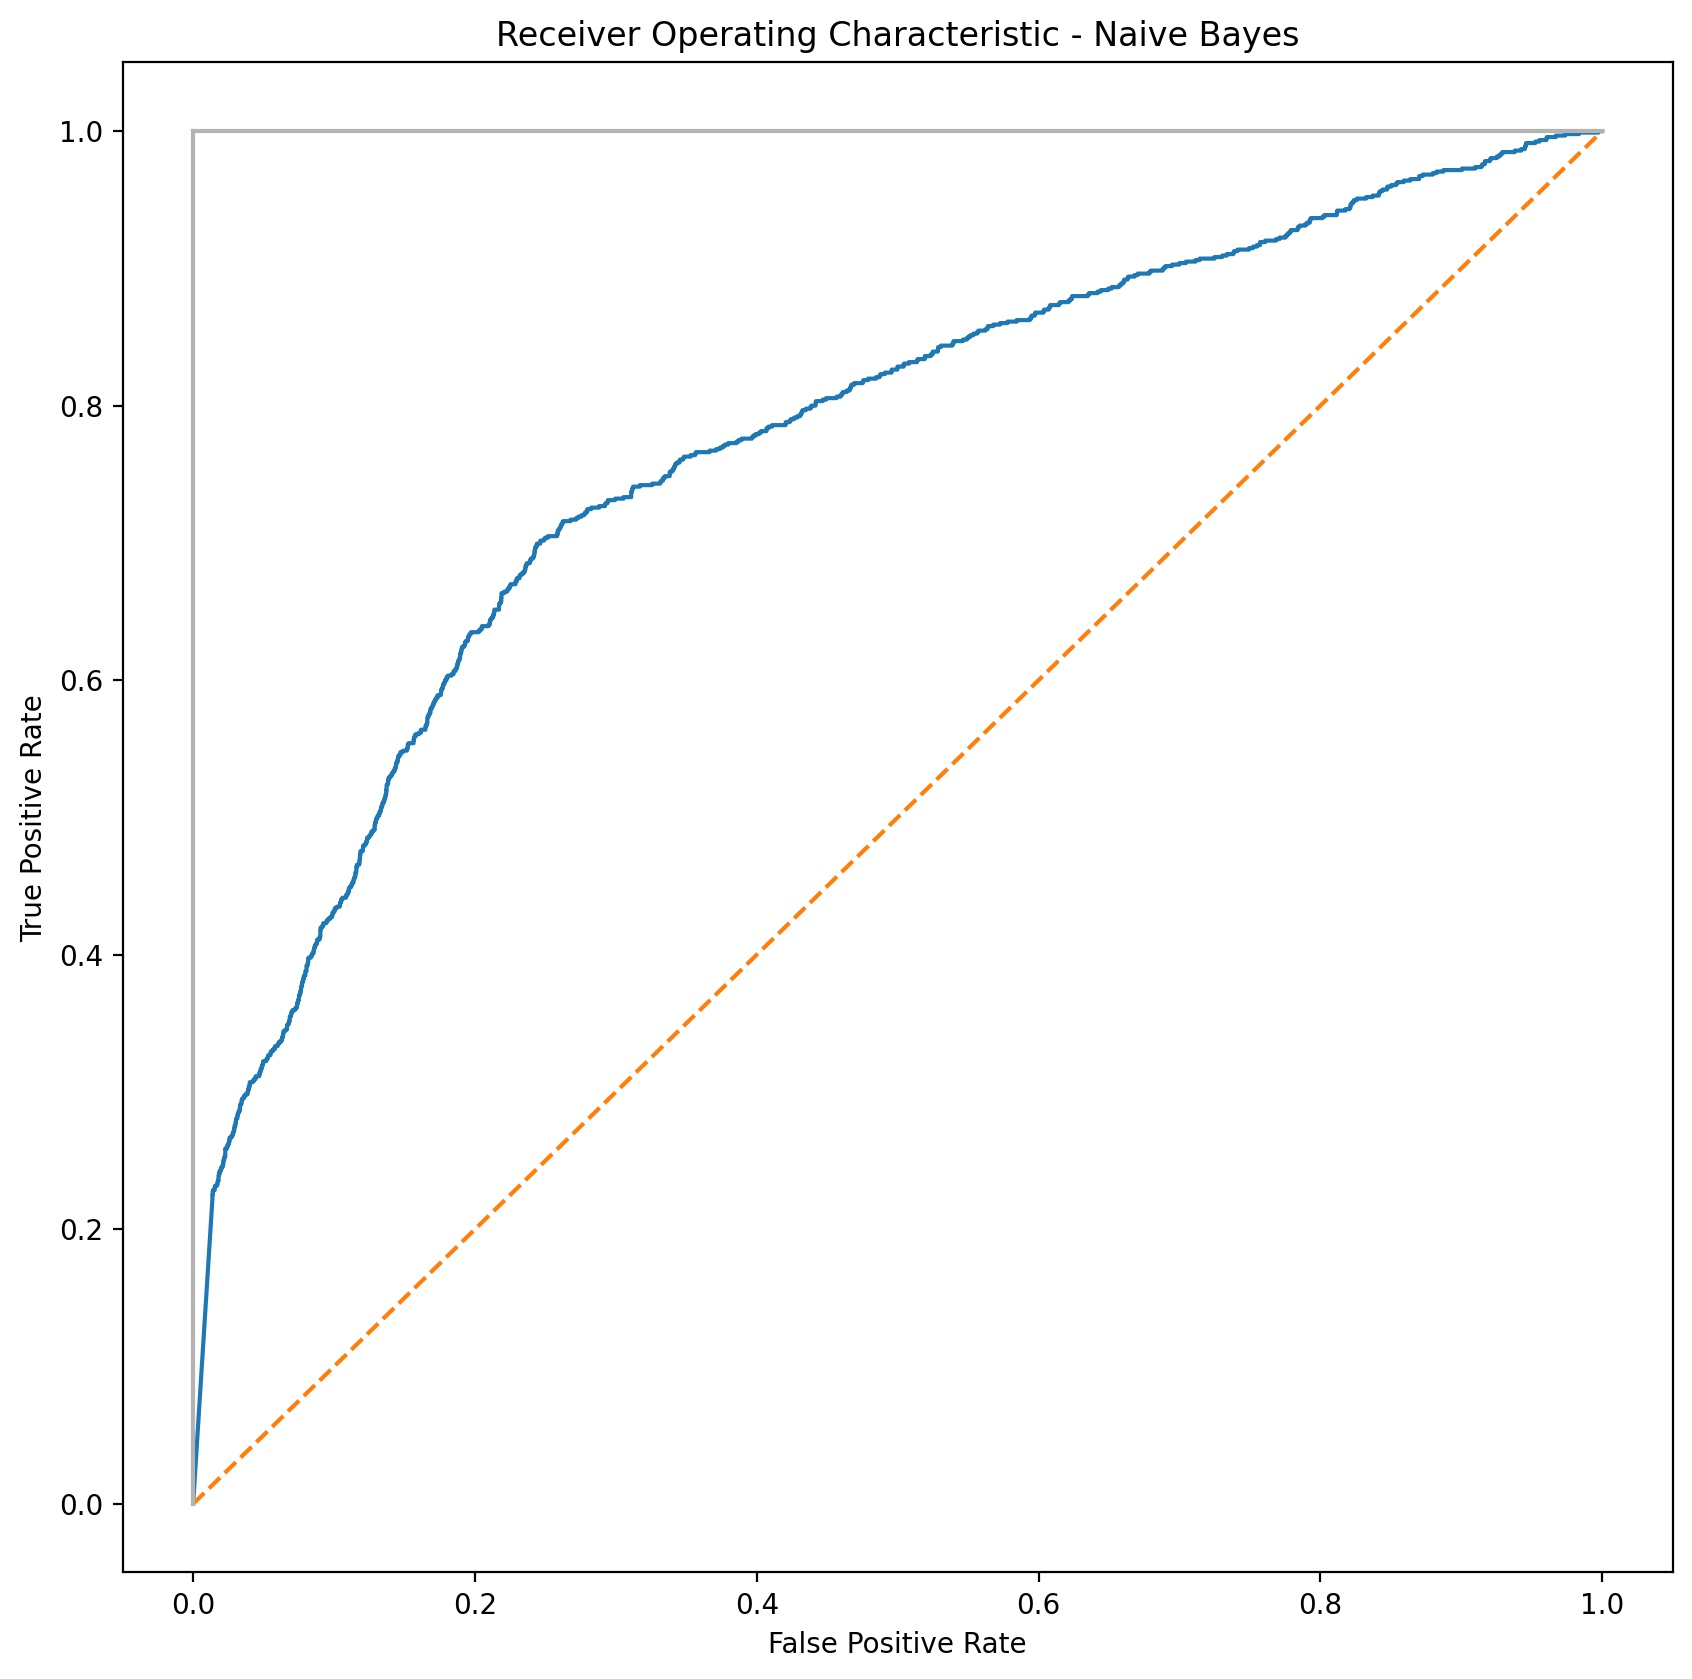 Receiver Operating Characteristic - Naive Bayes
1.0
0.8
0.6
0.4
0.2
0.0
True Positive Rate
0.0 0.2 0.4 0.6 0.8 1.0
False Positive Rate